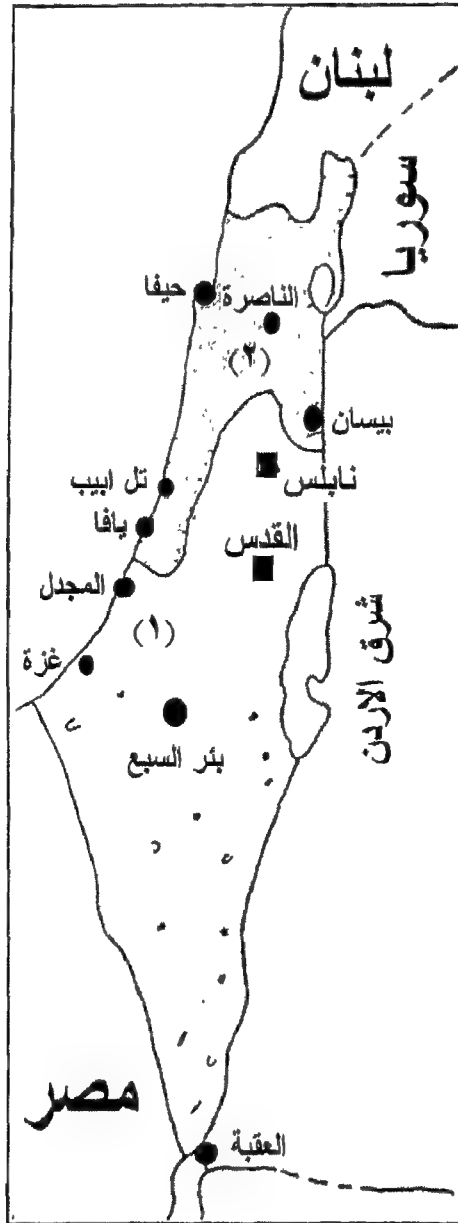 لبنان
سوريا
حيفا
الناصرة
(٢)
بيسان
نابلس
تل ابيب
يافا
القدس
المجدل
(١)
غزة
شرق الاردن
بئر السبع
مصر
العقبة